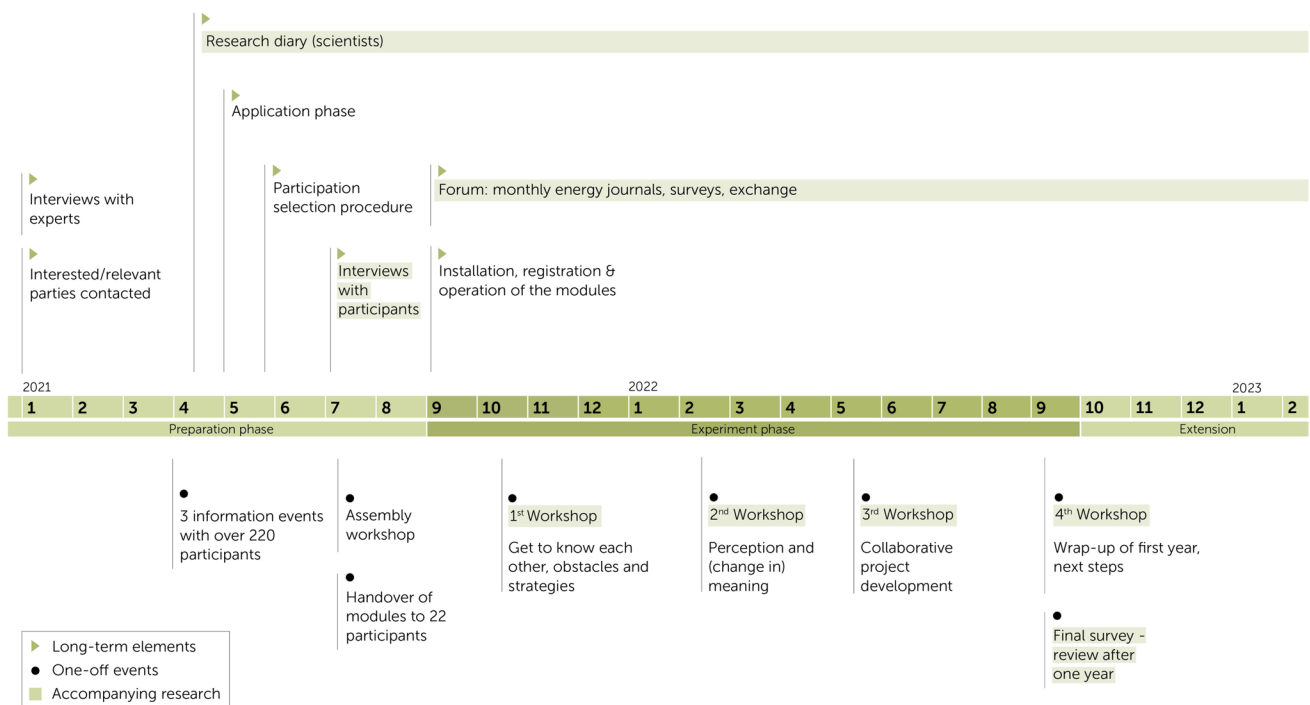 Research diary (scientists)
Application phase
Interviews with
experts
Participation
selection procedure
Forum: monthly energy journals, surveys, exchange
Interested/relevant
parties contacted
Interviews
with
participants
Installation, registration &
operation of the modules
2021 2022 2023
1 2 3 4 5 6 7 8 9 10 11 12 1 2 3 4 5 6 7 8 9 10 11 12 1 2
Preparation phase Experiment phase Extension
3 information events
with over 220
participants
Assembly
workshop
Handover of
modules to 22
participants
1st Workshop
Get to know each
other, obstacles and
strategies
2nd Workshop
Perception and
(change in)
meaning
3rd Workshop
Collaborative
project
development
4th Workshop
Wrap-up of first year,
next steps
Final survey -
review after
one year
Long-term elements
One-off events
Accompanying research